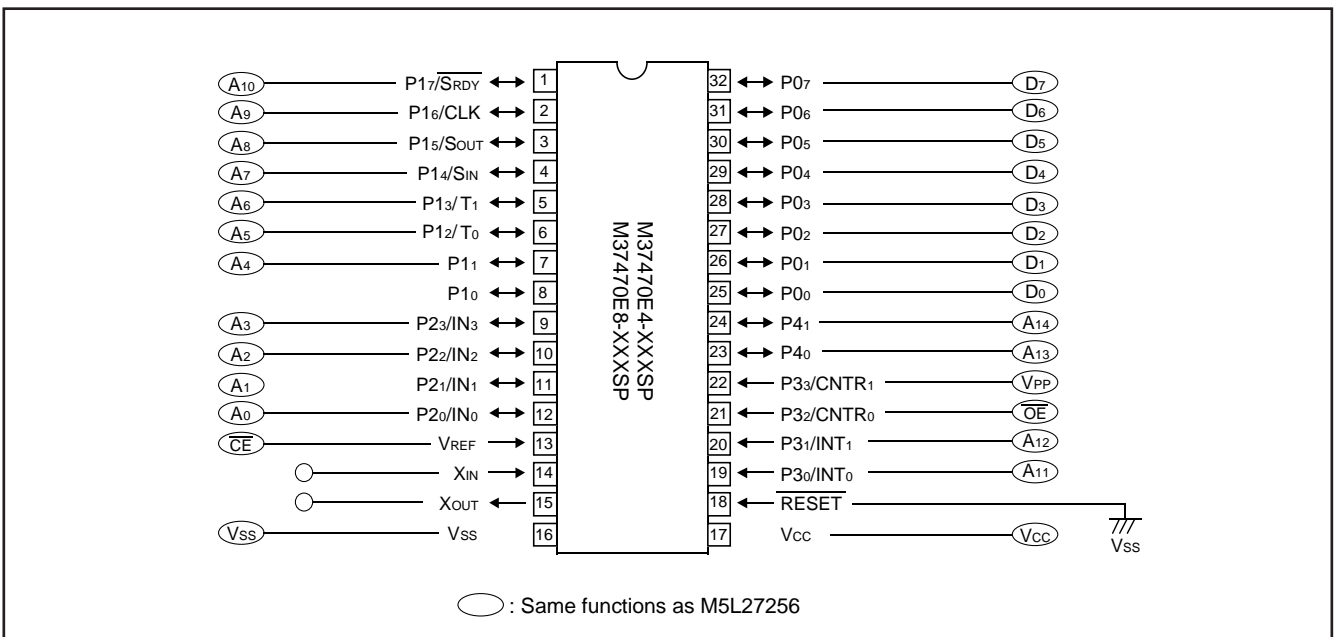 A10 P17/SRDY 1 32 P07 D7
A9 P16/CLK 2 31 P06 D6
A8 P15/SOUT 3 30 P05 D5
A7 P14/SIN 4 29 P04 D4
A6 P13/T1 5 28 P03 D3
A5 P12/T0 6 27 P02 D2
A4 P11 7 26 P01 D1
P10 8 25 P00 D0
A3 P23/IN3 9 24 P41 A14
A2 P22/IN2 10 23 P40 A13
A1 P21/IN1 11 22 P33/CNTR1 VPP
A0 P20/IN0 12 21 P32/CNTR0 OE
CE VREF 13 20 P31/INT1 A12
XIN 14 19 P30/INT0 A11
XOUT 15 18 RESET
VSS VSS 16 17 VCC VCC
VSS
M37470E4-XXXSP
M37470E8-XXXSP
: Same functions as M5L27256